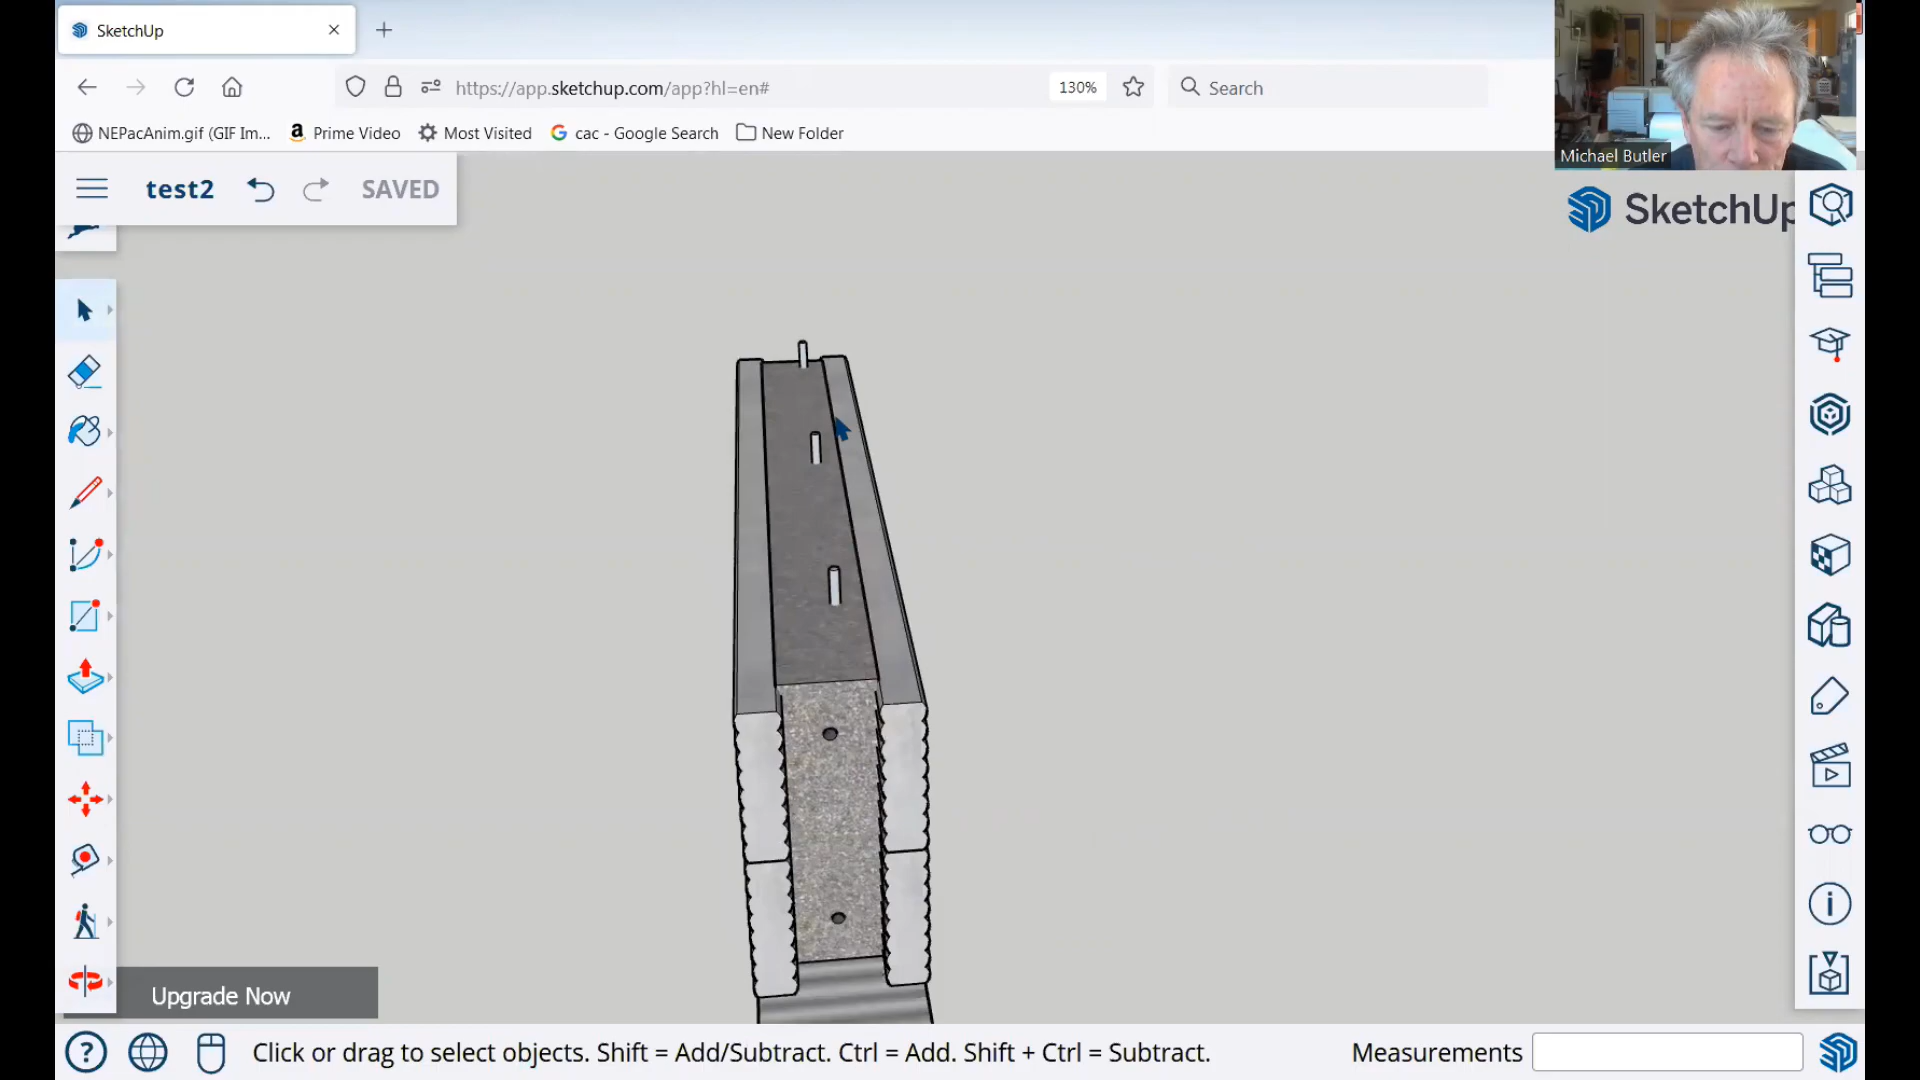 SketchUp
https://app.sketchup.com/app?hl=en#
130%
Search
NEPacAnim.gif (GIF Im...
Prime Video
Most Visited
cac - Google Search
New Folder
Michael Butler
test2
SAVED
SketchUp
Upgrade Now
Click or drag to select objects. Shift = Add/Subtract. Ctrl = Add. Shift + Ctrl = Subtract.
Measurements